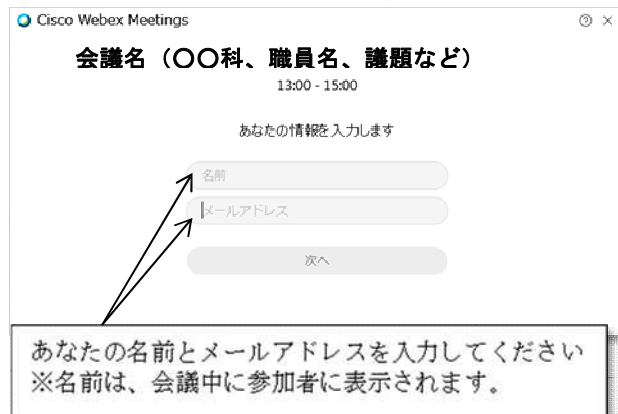 Cisco Webex Meetings
会議名（〇〇科、職員名、議題など）
13:00 - 15:00
あなたの情報を入力します
名前
メールアドレス
次へ
あなたの名前とメールアドレスを入力してください
※名前は、会議中に参加者に表示されます。